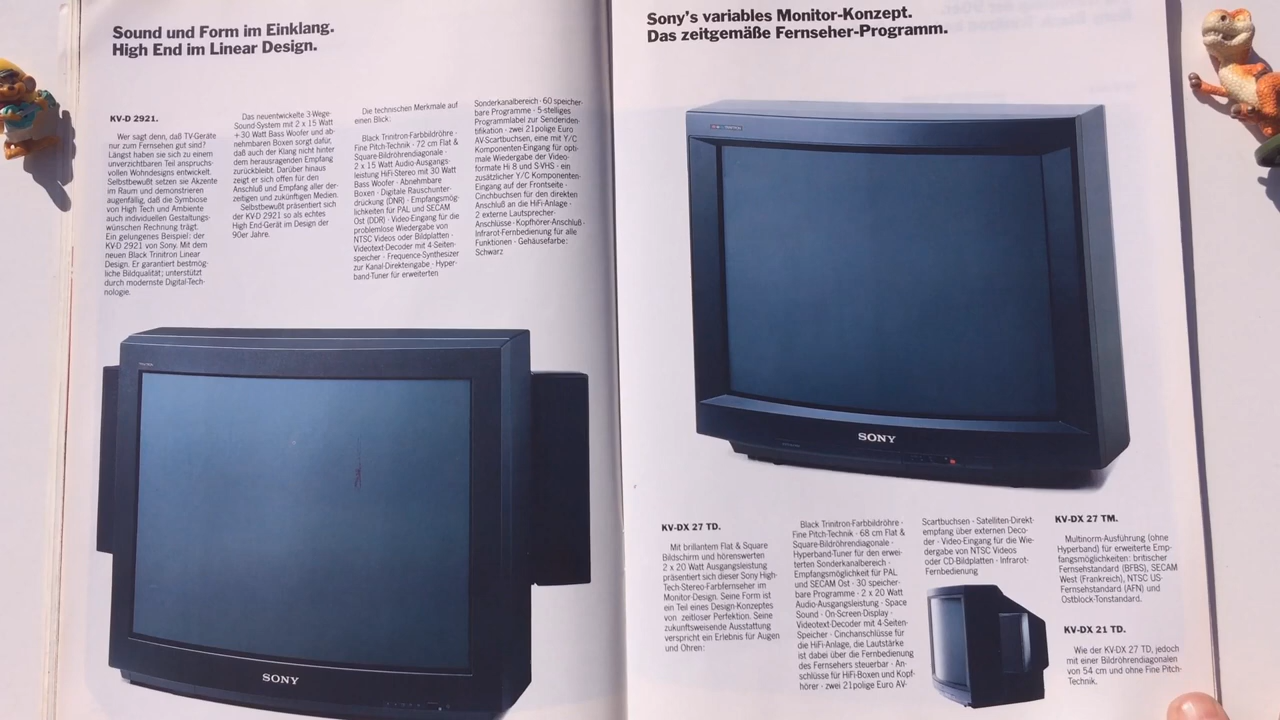 Sound und Form im Einklang.
High End im Linear Design.
KV-D 2921.
Wer sagt denn, daß TV-Geräte
nur zum Fernsehen gut sind?
Längst haben sie sich zu einem
unverzichtbaren Teil anspruchs-
vollen Wohndesigns entwickelt.
Selbstbewußt setzen sie Akzente
im Raum und demonstrieren
augenfällig, daß die Symbiose
von High Tech und Ambiente
auch individuellen Gestaltungs-
wünschen Rechnung trägt.
Ein gelungenes Beispiel: der
KV-D 2921 von Sony. Mit dem
neuen Black Trinitron Linear
Design. Er garantiert bestmög-
liche Bildqualität; unterstützt
durch modernste Digital-Tech-
nologie.
Das neuentwickelte 3-Wege-
Sound-System mit 2 x 15 Watt
+ 30 Watt Bass Woofer und ab-
nehmbaren Boxen sorgt dafür,
daß auch der Klang nicht hinter
dem herausragenden Empfang
zurückbleibt. Darüber hinaus
zeigt er sich offen für den
Anschluß und Empfang aller der-
zeitigen und zukünftigen Medien.
Selbstbewußt präsentiert sich
der KV-D 2921 so als echtes
High End-Gerät im Design der
90er Jahre.
Die technischen Merkmale auf
einen Blick:
Black Trinitron-Farbbildröhre ·
Fine Pitch-Technik · 72 cm Flat &
Square-Bildröhrendiagonale ·
2 x 15 Watt Audio-Ausgangs-
leistung HiFi-Stereo mit 30 Watt
Bass Woofer · Abnehmbare
Boxen · Digitale Rauschunter-
drückung (DNR) · Empfangsmög-
lichkeiten für PAL und SECAM
Ost (DDR) · Video-Eingang für die
problemlose Wiedergabe von
NTSC Videos oder Bildplatten ·
Videotext-Decoder mit 4-Seiten-
speicher · Frequence-Synthesizer
zur Kanal-Direkteingabe · Hyper-
band-Tuner für erweiterten
Sonderkanalbereich · 60 speicher-
bare Programme · 5-stelliges
Programmlabel zur Senderiden-
tifikation · zwei 21polige Euro
AV-Scartbuchsen, eine mit Y/C
Komponenten-Eingang für opti-
male Wiedergabe der Video-
formate Hi 8 und S-VHS · ein
zusätzlicher Y/C Komponenten-
Eingang auf der Frontseite ·
Cinchbuchsen für den direkten
Anschluß an die HiFi-Anlage ·
2 externe Lautsprecher-
Anschlüsse · Kopfhörer-Anschluß ·
Infrarot-Fernbedienung für alle
Funktionen · Gehäusefarbe:
Schwarz
SONY
Sony's variables Monitor-Konzept.
Das zeitgemäße Fernseher-Programm.
SONY
KV-DX 27 TD.
Mit brillantem Flat & Square
Bildschirm und hörenswerten
2 x 20 Watt Ausgangsleistung
präsentiert sich dieser Sony High-
Tech-Stereo-Farbfernseher im
Monitor-Design. Seine Form ist
ein Teil eines Design-Konzeptes
von zeitloser Perfektion. Seine
zukunftsweisende Ausstattung
verspricht ein Erlebnis für Augen
und Ohren:
Black Trinitron-Farbbildröhre ·
Fine Pitch-Technik · 68 cm Flat &
Square-Bildröhrendiagonale ·
Hyperband-Tuner für den erwei-
terten Sonderkanalbereich ·
Empfangsmöglichkeit für PAL
und SECAM Ost · 30 speicher-
bare Programme · 2 x 20 Watt
Audio-Ausgangsleistung · Space
Sound · On-Screen-Display ·
Videotext-Decoder mit 4-Seiten-
Speicher · Cinchanschlüsse für
die HiFi-Anlage, die Lautstärke
ist dabei über die Fernbedienung
des Fernsehers steuerbar · An-
schlüsse für HiFi-Boxen und Kopf-
hörer · zwei 21polige Euro AV-
Scartbuchsen · Satelliten-Direkt-
empfang über externen Deco-
der · Video-Eingang für die Wie-
dergabe von NTSC Videos
oder CD-Bildplatten · Infrarot-
Fernbedienung
KV-DX 27 TM.
Multinorm-Ausführung (ohne
Hyperband) für erweiterte Emp-
fangsmöglichkeiten: britischer
Fernsehstandard (BFBS), SECAM
West (Frankreich), NTSC US-
Fernsehstandard (AFN) und
Ostblock-Tonstandard.
KV-DX 21 TD.
Wie der KV-DX 27 TD, jedoch
mit einer Bildröhrendiagonalen
von 54 cm und ohne Fine Pitch-
Technik.